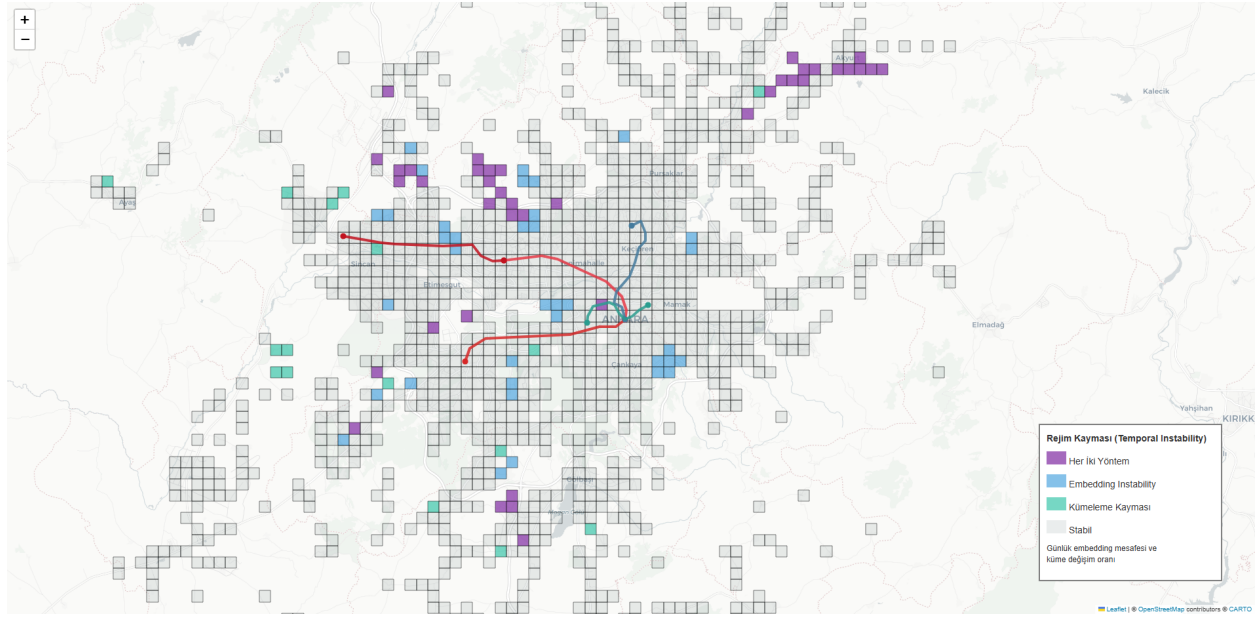 +
−
Akyurt
Kalecik
Pursaklar
Ayaş
Keçiören
Sincan
Yenimahalle
Etimesgut
Mamak
ANKARA
Elmadağ
Çankaya
Yahşihan
KIRIKK
Gölbaşı
Rejim Kayması (Temporal Instability)
Her İki Yöntem
Embedding Instability
Kümeleme Kayması
Stabil
Günlük embedding mesafesi ve
küme değişim oranı
Leaflet | © OpenStreetMap contributors © CARTO